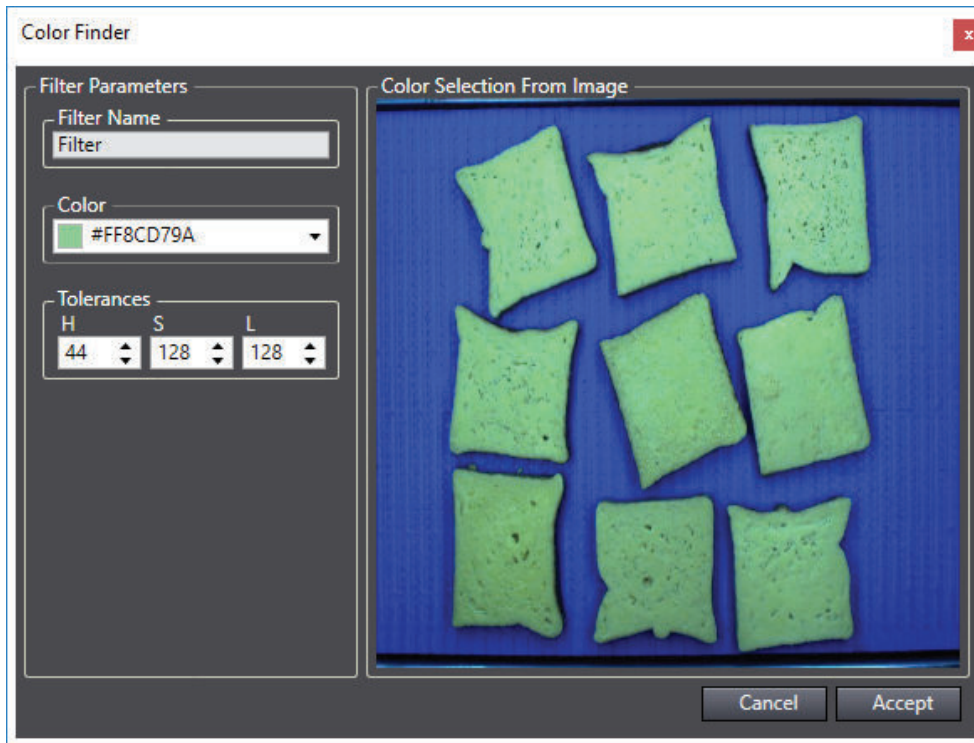 Color Finder
x
Filter Parameters
Color Selection From Image
Filter Name
Filter
Color
#FF8CD79A
Tolerances
H S L
44 128 128
Cancel Accept